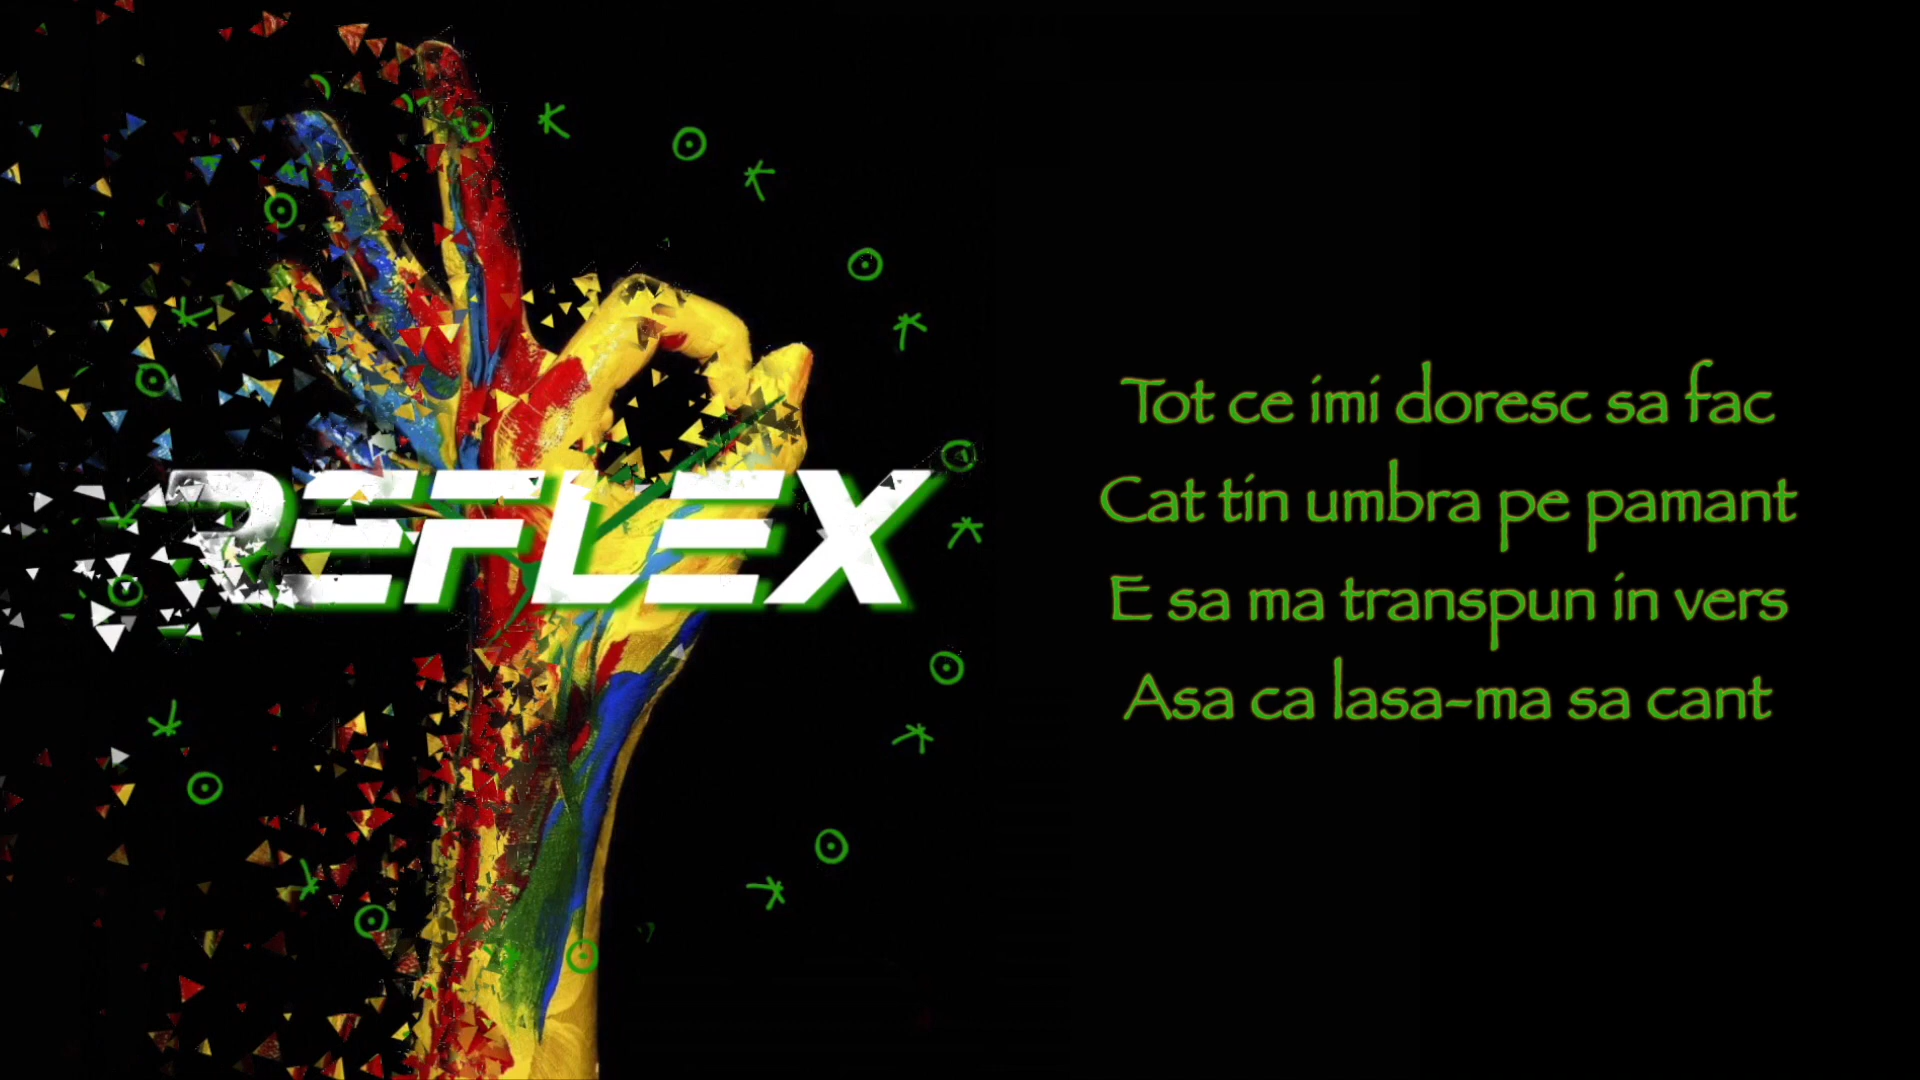 REFLEX
Tot ce imi doresc sa fac
Cat tin umbra pe pamant
E sa ma transpun in vers
Asa ca lasa-ma sa cant